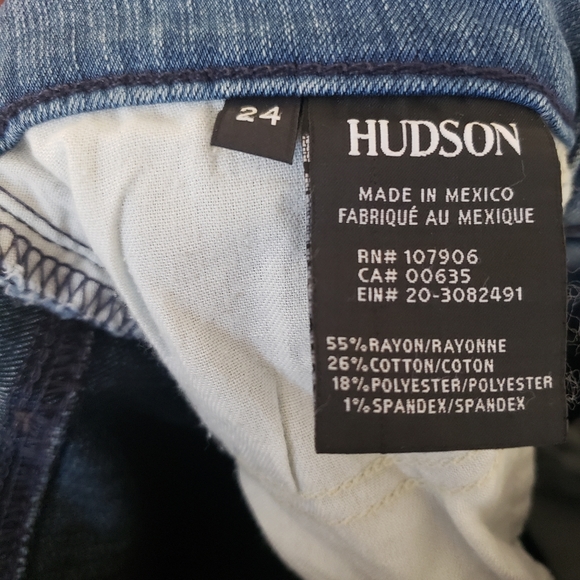 24
HUDSON
MADE IN MEXICO
FABRIQUÉ AU MEXIQUE
RN# 107906
CA# 00635
EIN# 20-3082491
55%RAYON/RAYONNE
26%COTTON/COTON
18%POLYESTER/POLYESTER
1%SPANDEX/SPANDEX